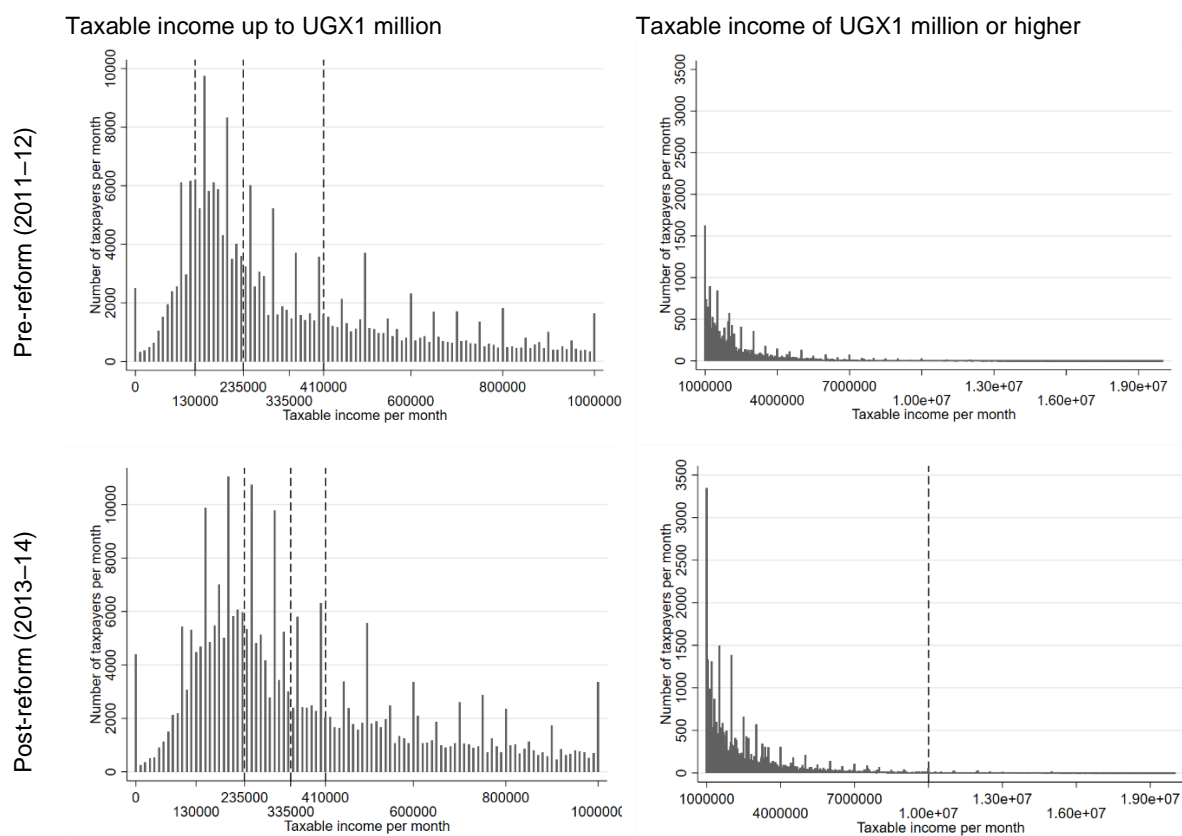 Taxable income up to UGX1 million
Taxable income of UGX1 million or higher
Pre-reform (2011–12)
Number of taxpayers per month
10000
8000
6000
4000
2000
0
0 235000 410000 800000
130000 335000 600000 1000000
Taxable income per month
Number of taxpayers per month
3500
3000
2500
2000
1500
1000
500
0
1000000 7000000 1.30e+07 1.90e+07
4000000 1.00e+07 1.60e+07
Taxable income per month
Post-reform (2013–14)
Number of taxpayers per month
10000
8000
6000
4000
2000
0
0 235000 410000 800000
130000 335000 600000 1000000
Taxable income per month
Number of taxpayers per month
3500
3000
2500
2000
1500
1000
500
0
1000000 7000000 1.30e+07 1.90e+07
4000000 1.00e+07 1.60e+07
Taxable income per month